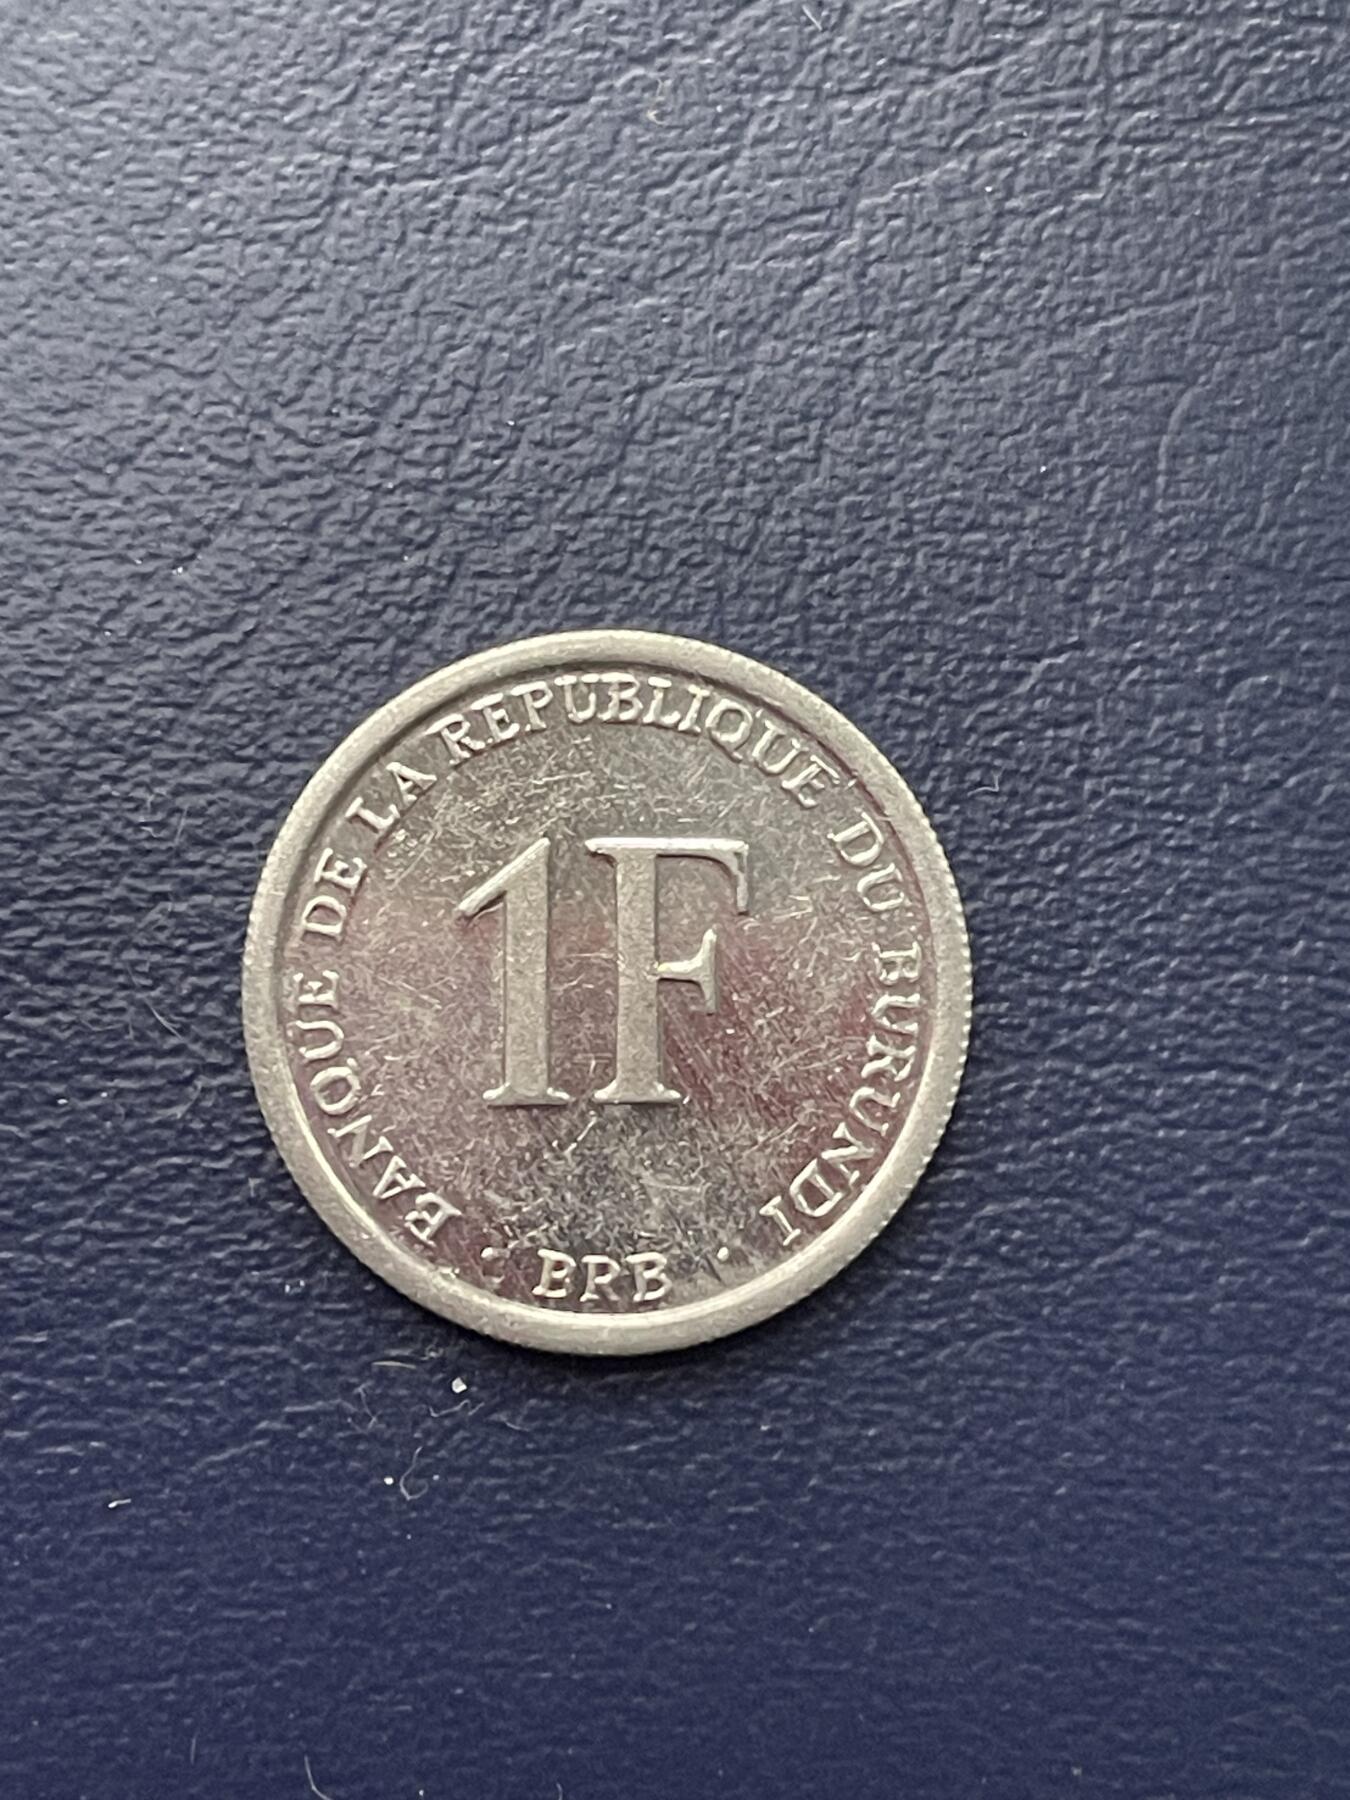 BANQUE DE LA REPUBLIQUE DU BURUNDI
1F
· BRB ·